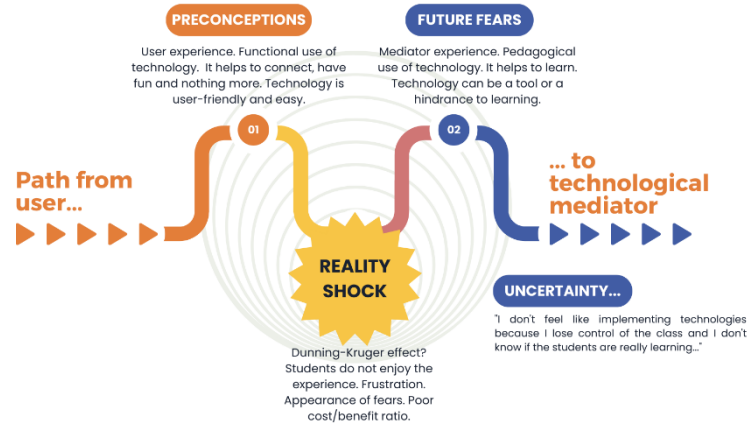 PRECONCEPTIONS
User experience. Functional use of
technology. It helps to connect, have
fun and nothing more. Technology is
user-friendly and easy.
01
FUTURE FEARS
Mediator experience. Pedagogical
use of technology. It helps to learn.
Technology can be a tool or a
hindrance to learning.
02
Path from
user...
... to
technological
mediator
REALITY
SHOCK
Dunning-Kruger effect?
Students do not enjoy the
experience. Frustration.
Appearance of fears. Poor
cost/benefit ratio.
UNCERTAINTY...
"I don't feel like implementing technologies
because I lose control of the class and I don't
know if the students are really learning..."